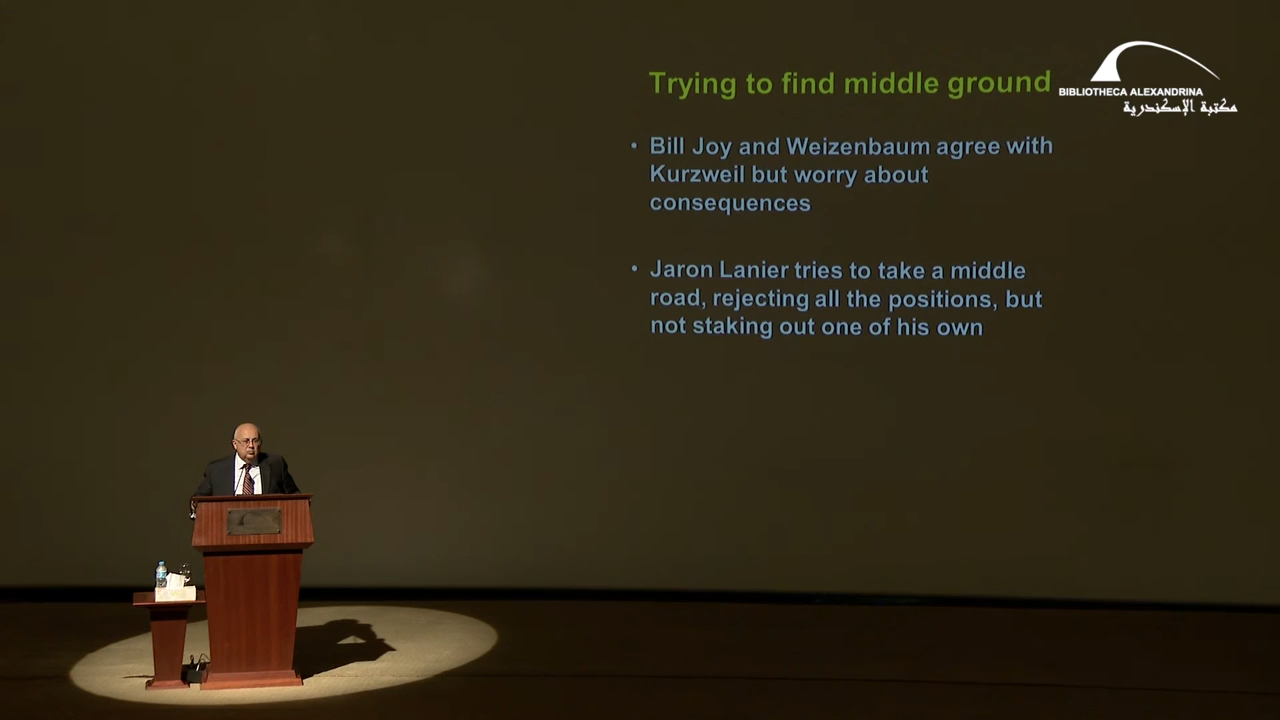 Trying to find middle ground
BIBLIOTHECA ALEXANDRINA
مكتبة الإسكندرية
• Bill Joy and Weizenbaum agree with
Kurzweil but worry about
consequences
• Jaron Lanier tries to take a middle
road, rejecting all the positions, but
not staking out one of his own